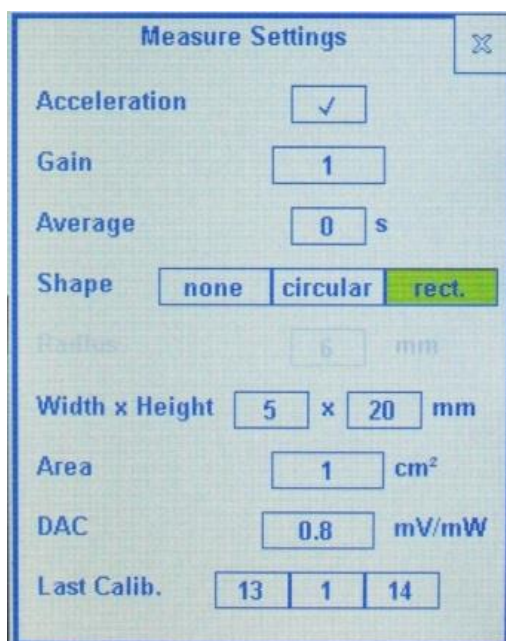 Measure Settings
Acceleration ✓
Gain 1
Average 0 s
Shape none circular rect.
Radius 6 mm
Width x Height 5 x 20 mm
Area 1 cm²
DAC 0.8 mV/mW
Last Calib. 13 1 14